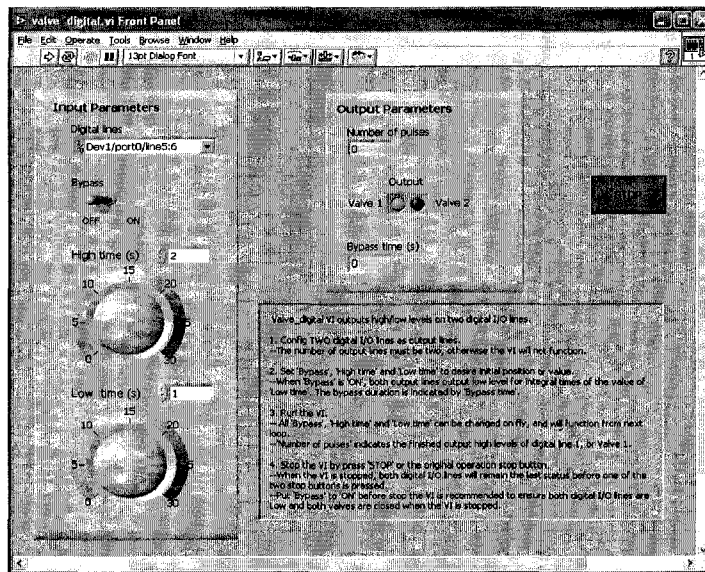 valve_digital.vi Front Panel
File Edit Operate Tools Browse Window Help
13pt Dialog Font
Input Parameters
Digital lines
Dev1/port0/line5:6
Bypass
OFF ON
High time (s) 2
0 5 10 15 20 30
Low time (s) 1
0 5 10 15 20 30
Output Parameters
Number of pulses
0
Output
Valve 1 Valve 2
Bypass time (s)
0
Valve_digital VI outputs high/low levels on two digital I/O lines.
1. Config TWO digital I/O lines as output lines.
--The number of output lines must be two, otherwise the VI will not function.
2. Set 'Bypass', 'High time' and 'Low time' to desire initial position or value.
--When 'Bypass' is 'ON', both output lines output low level for integral times of the value of
'Low time'. The bypass duration is indicated by 'Bypass time'.
3. Run the VI.
-- All 'Bypass', 'High time' and 'Low time' can be changed on fly, and will function from next
loop.
--'Number of pulses' indicates the finished output high levels of digital line 1, or Valve 1.
4. Stop the VI by press 'STOP' or the original operation stop button.
--When the VI is stopped, both digital I/O lines will remain the last status before one of the
two stop buttons is pressed.
--Put 'Bypass' to 'ON' before stop the VI is recommended to ensure both digital I/O lines are
Low and both valves are closed when the VI is stopped.